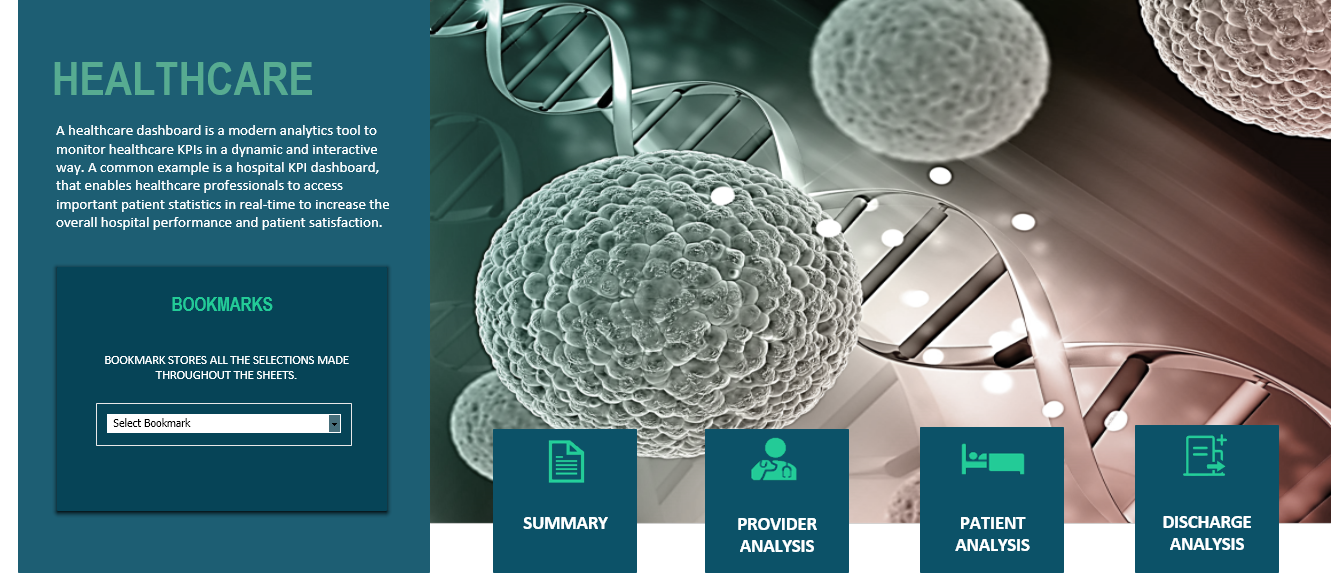 HEALTHCARE
A healthcare dashboard is a modern analytics tool to
monitor healthcare KPIs in a dynamic and interactive
way. A common example is a hospital KPI dashboard,
that enables healthcare professionals to access
important patient statistics in real-time to increase the
overall hospital performance and patient satisfaction.
BOOKMARKS
BOOKMARK STORES ALL THE SELECTIONS MADE
THROUGHOUT THE SHEETS.
Select Bookmark
SUMMARY
PROVIDER
ANALYSIS
PATIENT
ANALYSIS
DISCHARGE
ANALYSIS